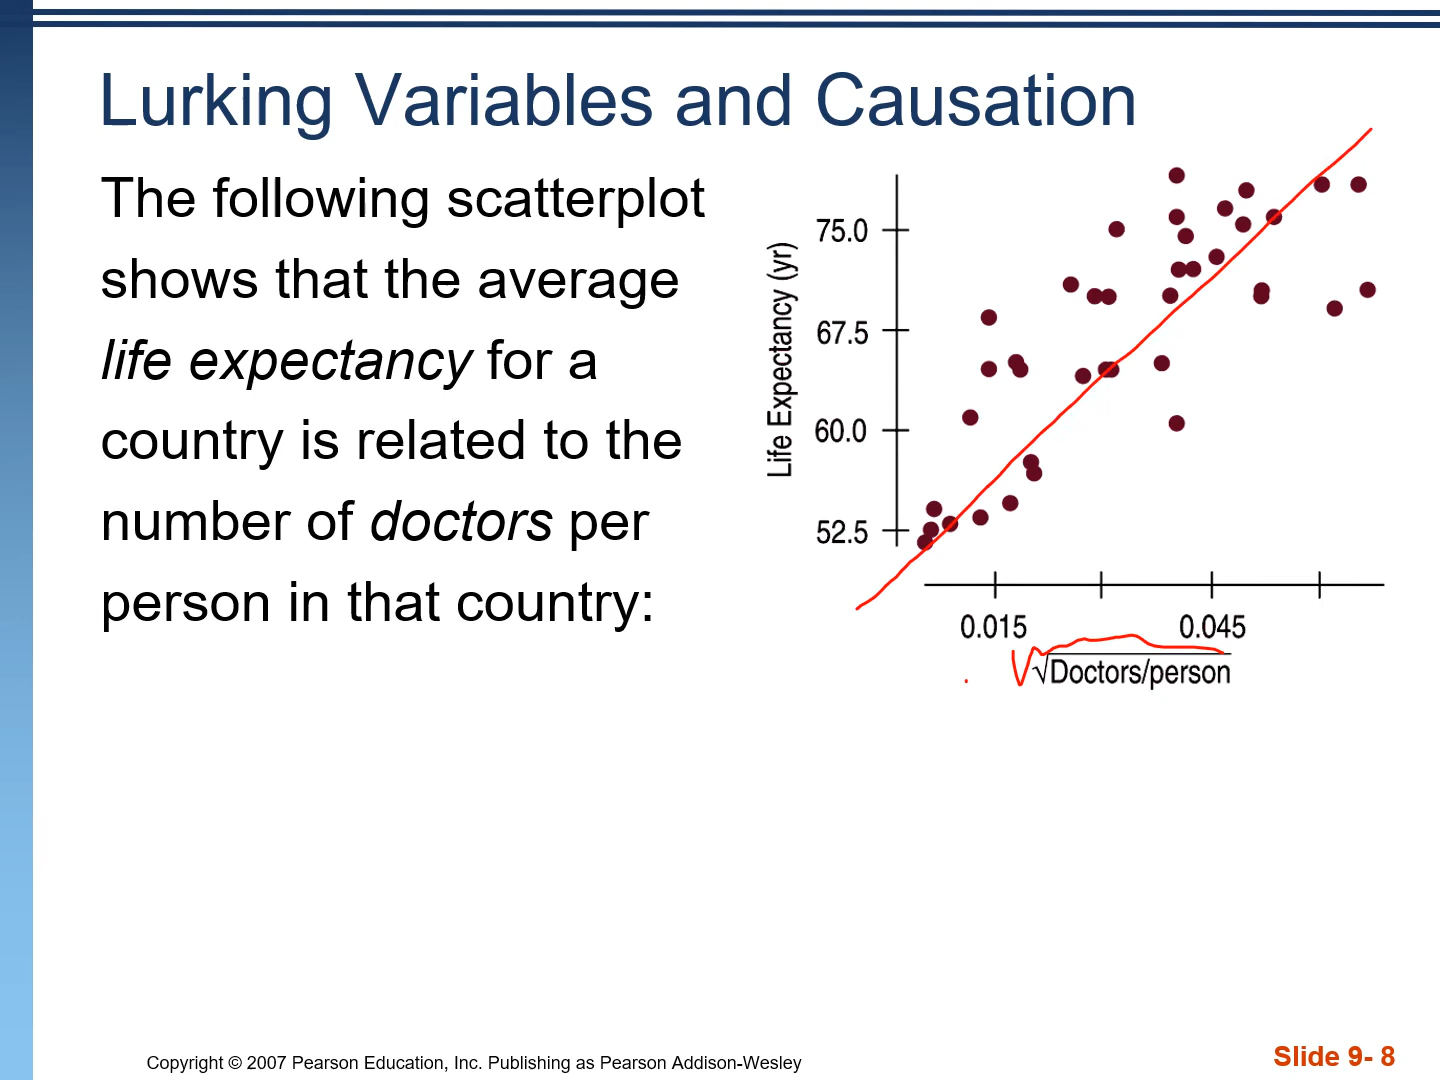 Lurking Variables and Causation
The following scatterplot
shows that the average
life expectancy for a
country is related to the
number of doctors per
person in that country:
Life Expectancy (yr)
75.0
67.5
60.0
52.5
0.015
0.045
√Doctors/person
Copyright © 2007 Pearson Education, Inc. Publishing as Pearson Addison-Wesley
Slide 9- 8